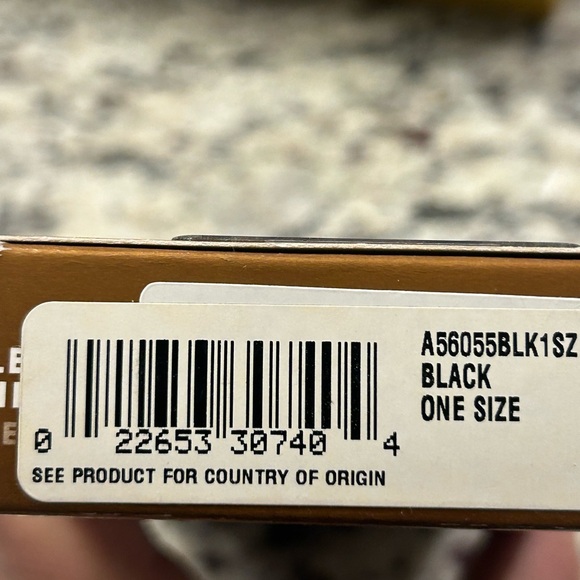 A56055BLK1SZ
BLACK
ONE SIZE
0 22653 30740 4
SEE PRODUCT FOR COUNTRY OF ORIGIN